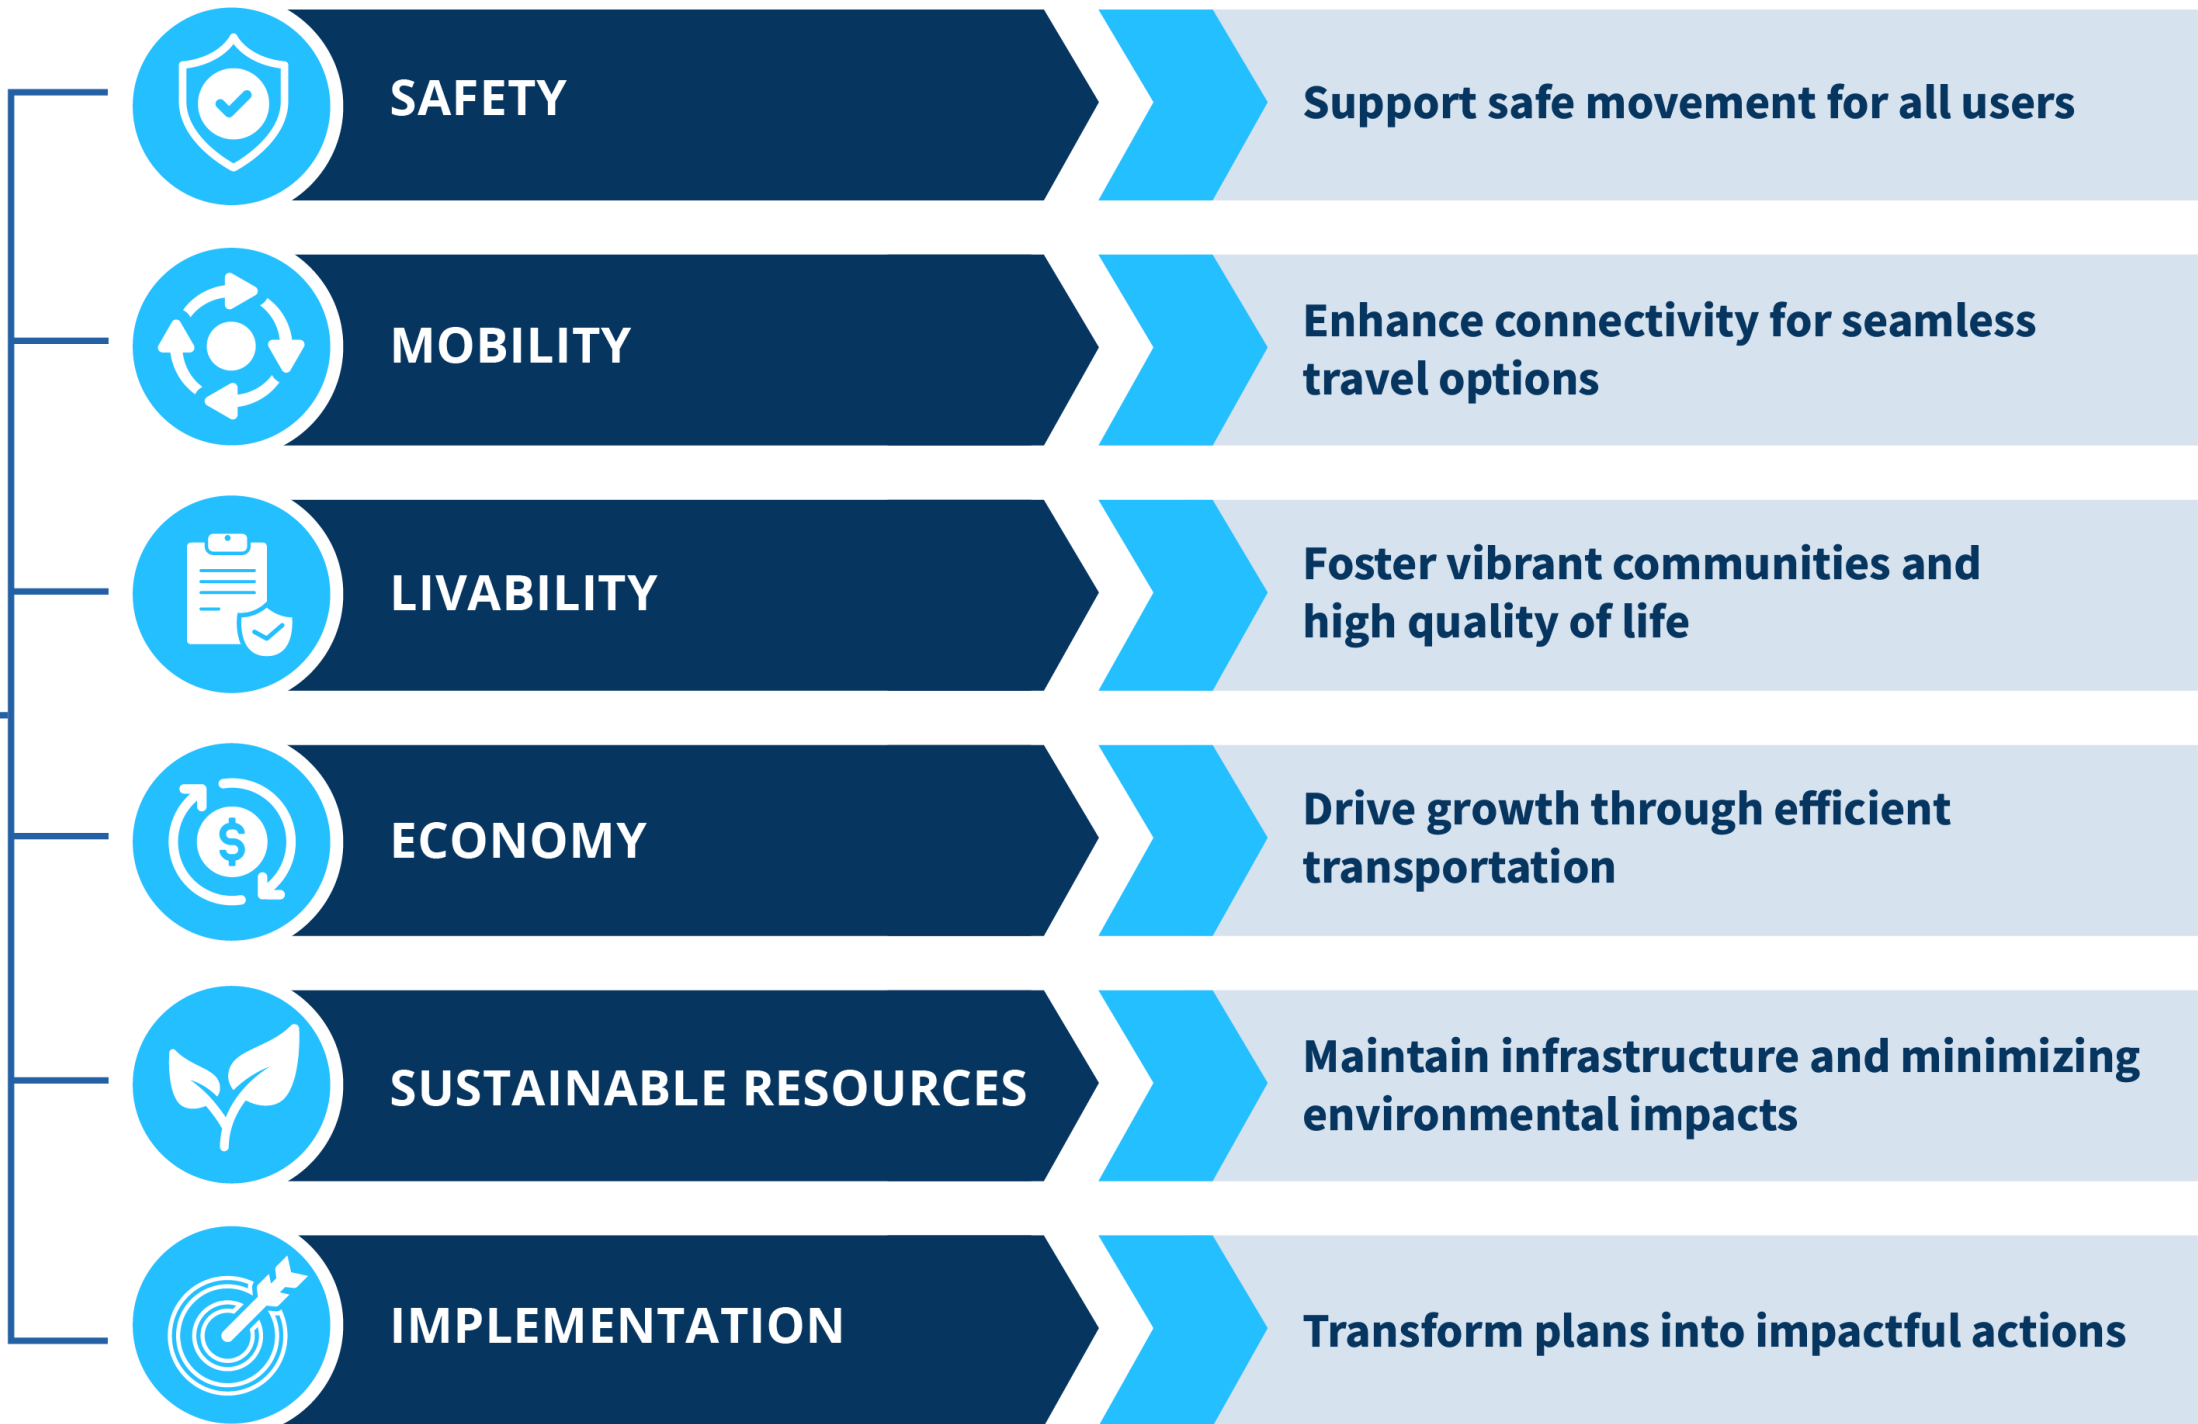 SAFETY
Support safe movement for all users
MOBILITY
Enhance connectivity for seamless
travel options
LIVABILITY
Foster vibrant communities and
high quality of life
ECONOMY
$
Drive growth through efficient
transportation
SUSTAINABLE RESOURCES
Maintain infrastructure and minimizing
environmental impacts
IMPLEMENTATION
Transform plans into impactful actions